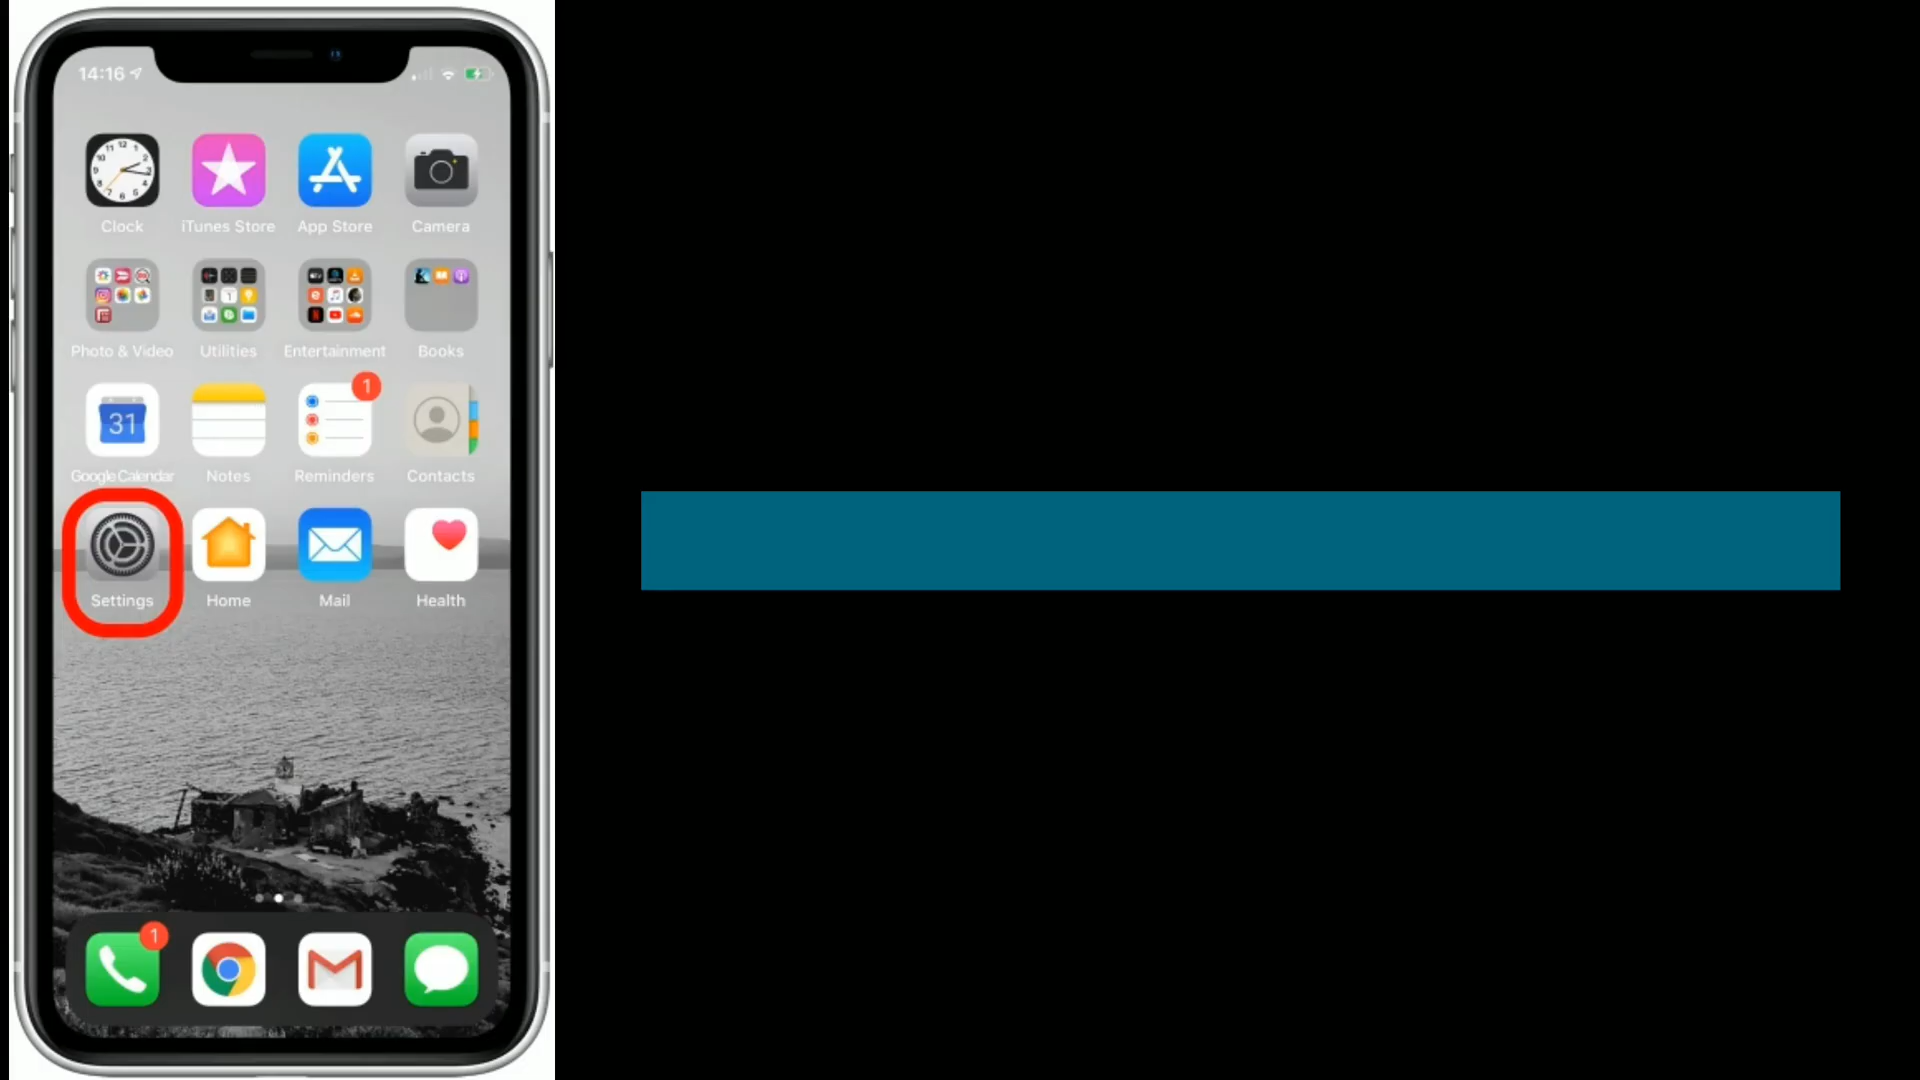 14:16
Clock iTunes Store App Store Camera
Photo & Video Utilities Entertainment Books
1
31
Google Calendar Notes Reminders Contacts
Settings Home Mail Health
1